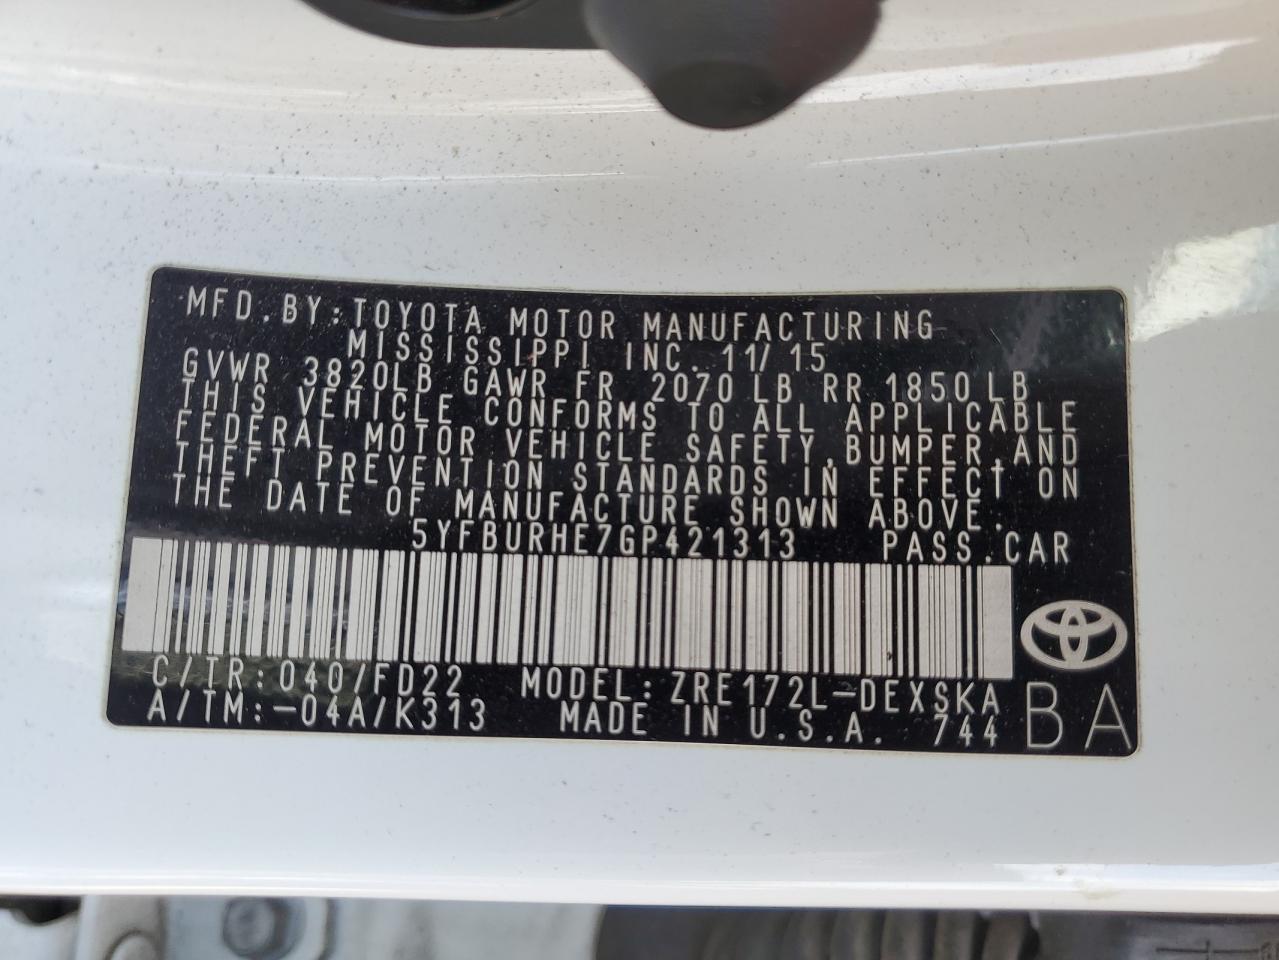 MFD.BY:TOYOTA MOTOR MANUFACTURING
MISSISSIPPI INC. 11/15
GVWR 3820LB GAWR FR 2070 LB RR 1850 LB
THIS VEHICLE CONFORMS TO ALL APPLICABLE
FEDERAL MOTOR VEHICLE SAFETY, BUMPER, AND
THEFT PREVENTION STANDARDS IN EFFECT ON
THE DATE OF MANUFACTURE SHOWN ABOVE.
5YFBURHE7GP421313 PASS.CAR
C/TR:040/FD22 MODEL:ZRE172L-DEXSKA
A/TM:-04A/K313 MADE IN U.S.A. 744
BA